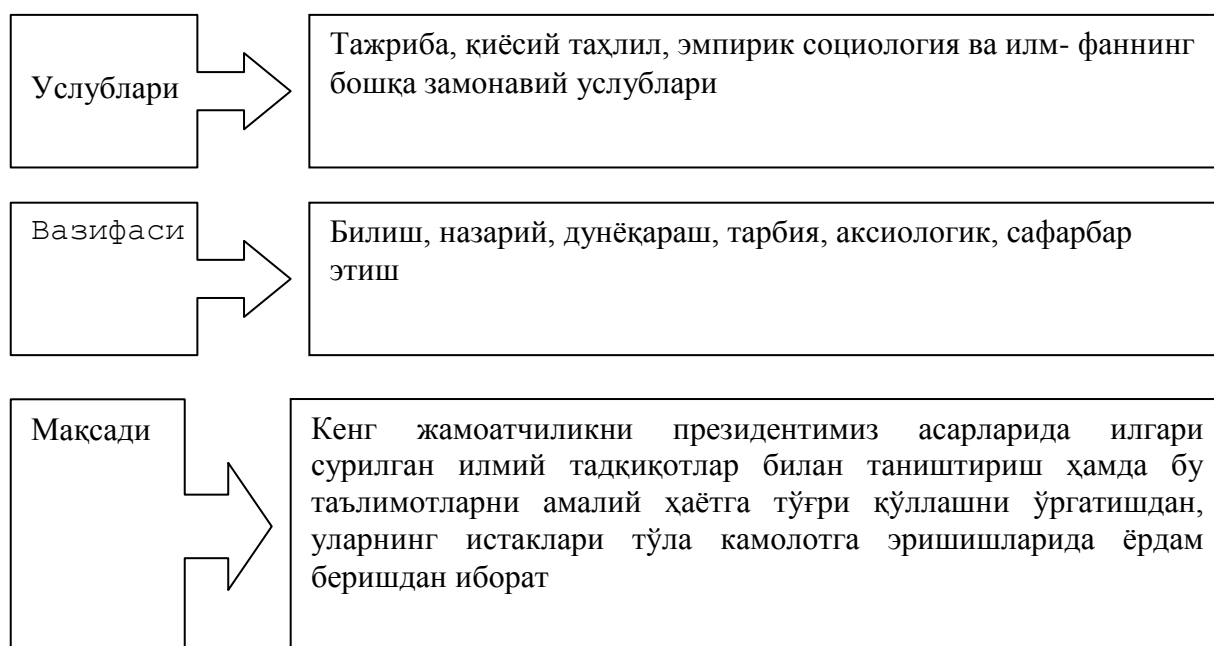 Услублари
Тажриба, қиёсий таҳлил, эмпирик социология ва илм- фаннинг
бошқа замонавий услублари
Вазифаси
Билиш, назарий, дунёқараш, тарбия, аксиологик, сафарбар
этиш
Мақсади
Кенг жамоатчиликни президентимиз асарларида илгари
сурилган илмий тадқиқотлар билан таништириш ҳамда бу
таълимотларни амалий ҳаётга тўғри қўллашни ўргатишдан,
уларнинг истаклари тўла камолотга эришишларида ёрдам
беришдан иборат